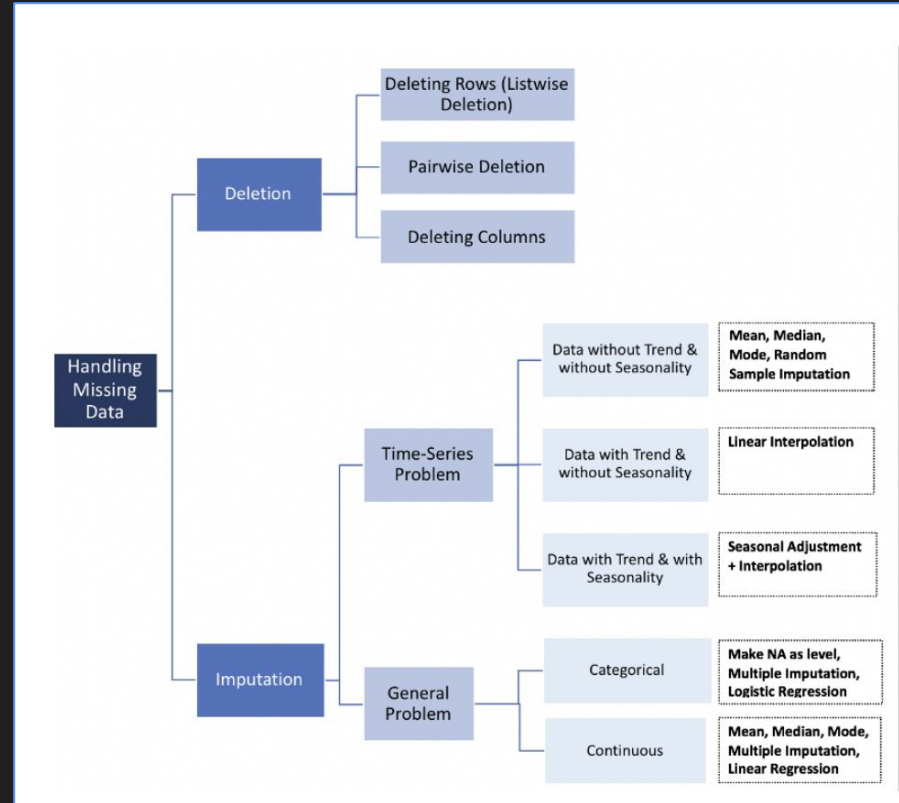 Deleting Rows (Listwise
Deletion)
Pairwise Deletion
Deletion
Deleting Columns
Handling
Missing
Data
Data without Trend &
without Seasonality
Mean, Median,
Mode, Random
Sample Imputation
Time-Series
Problem
Data with Trend &
without Seasonality
Linear Interpolation
Data with Trend & with
Seasonality
Seasonal Adjustment
+ Interpolation
Imputation
General
Problem
Categorical
Make NA as level,
Multiple Imputation,
Logistic Regression
Continuous
Mean, Median, Mode,
Multiple Imputation,
Linear Regression